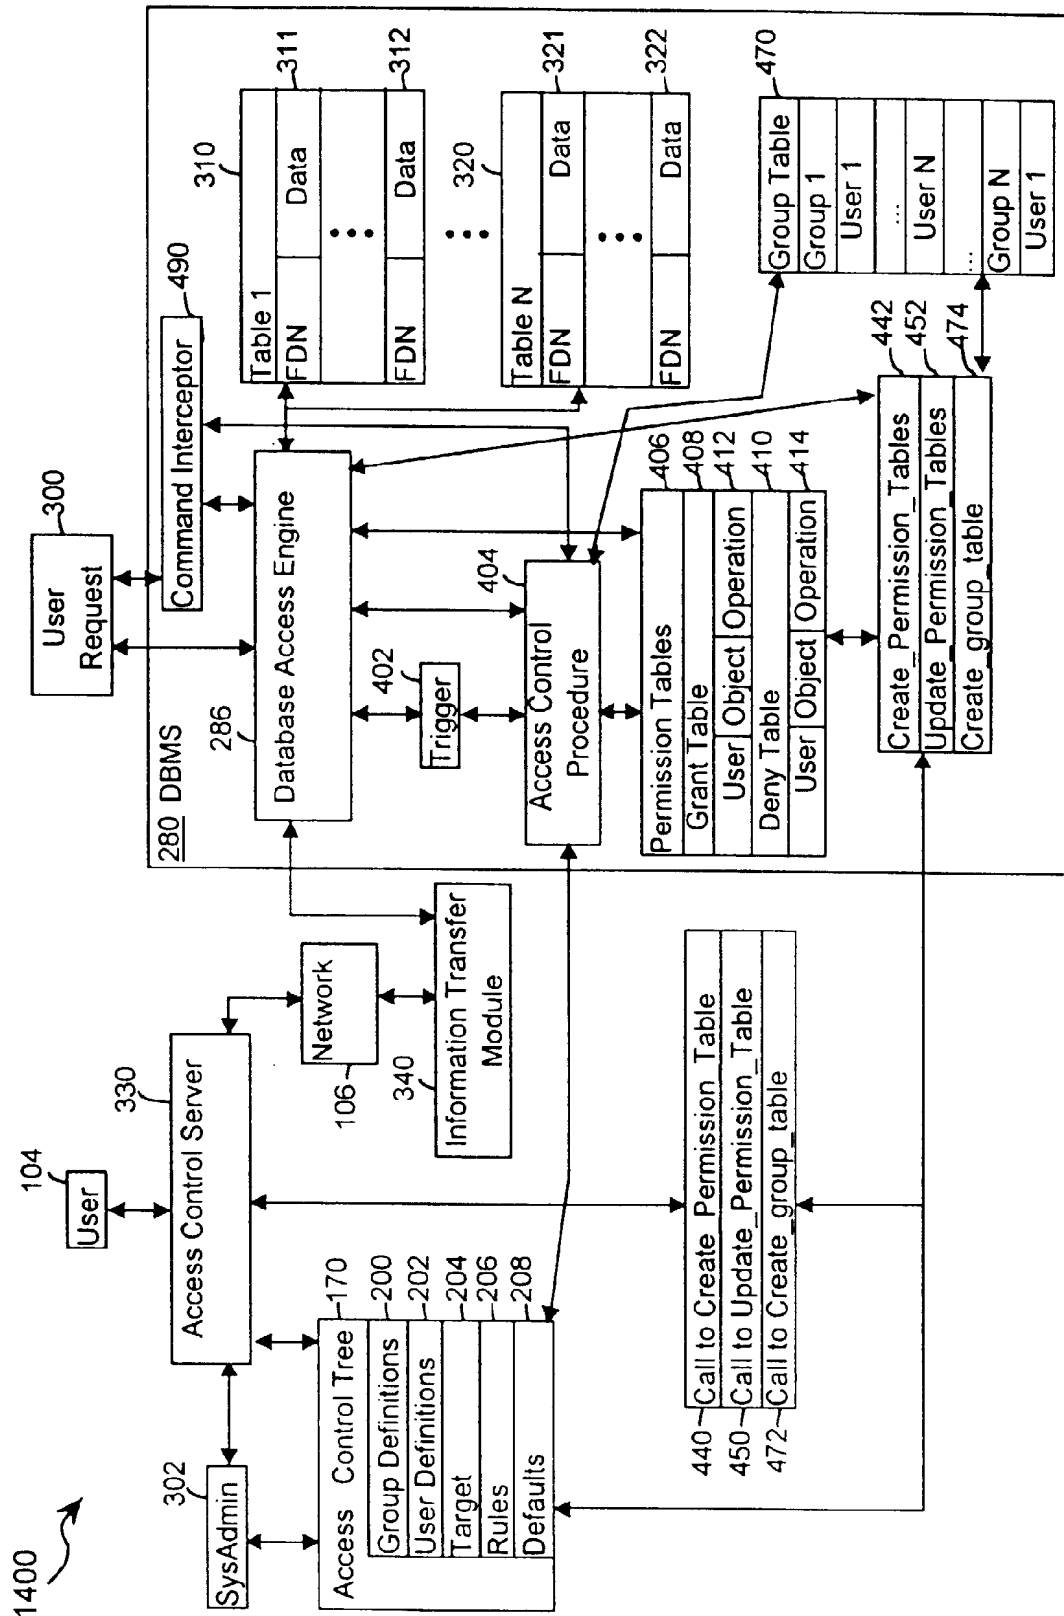 1400
SysAdmin
302
User
104
Access Control Server
330
Network
106
Information Transfer
Module
340
Access Control Tree
170
Group Definitions
200
User Definitions
202
Target
204
Rules
206
Defaults
208
440
Call to Create_Permission_Table
450
Call to Update_Permission_Table
472
Call to Create_group_table
280 DBMS
User
Request
300
Command Interceptor
490
286
Database Access Engine
Trigger
402
Access Control
Procedure
404
Permission Tables
406
Grant Table
408
User Object Operation
412
Deny Table
410
User Object Operation
414
Create_Permission_Tables
442
Update_Permission_Tables
452
Create_group_table
474
310
Table 1
FDN Data
311
•••
FDN Data
312
•••
320
Table N
FDN Data
321
•••
FDN Data
322
Group Table
470
Group 1
User 1
...
User N
...
Group N
User 1